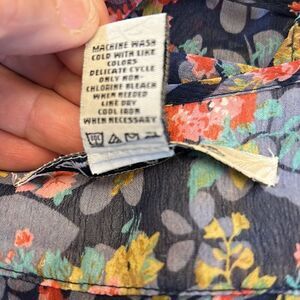 MACHINE WASH
COLD WITH LIKE
COLORS
DELICATE CYCLE
ONLY NON-
CHLORINE BLEACH
WHEN NEEDED
LINE DRY
COOL IRON
WHEN NECESSARY